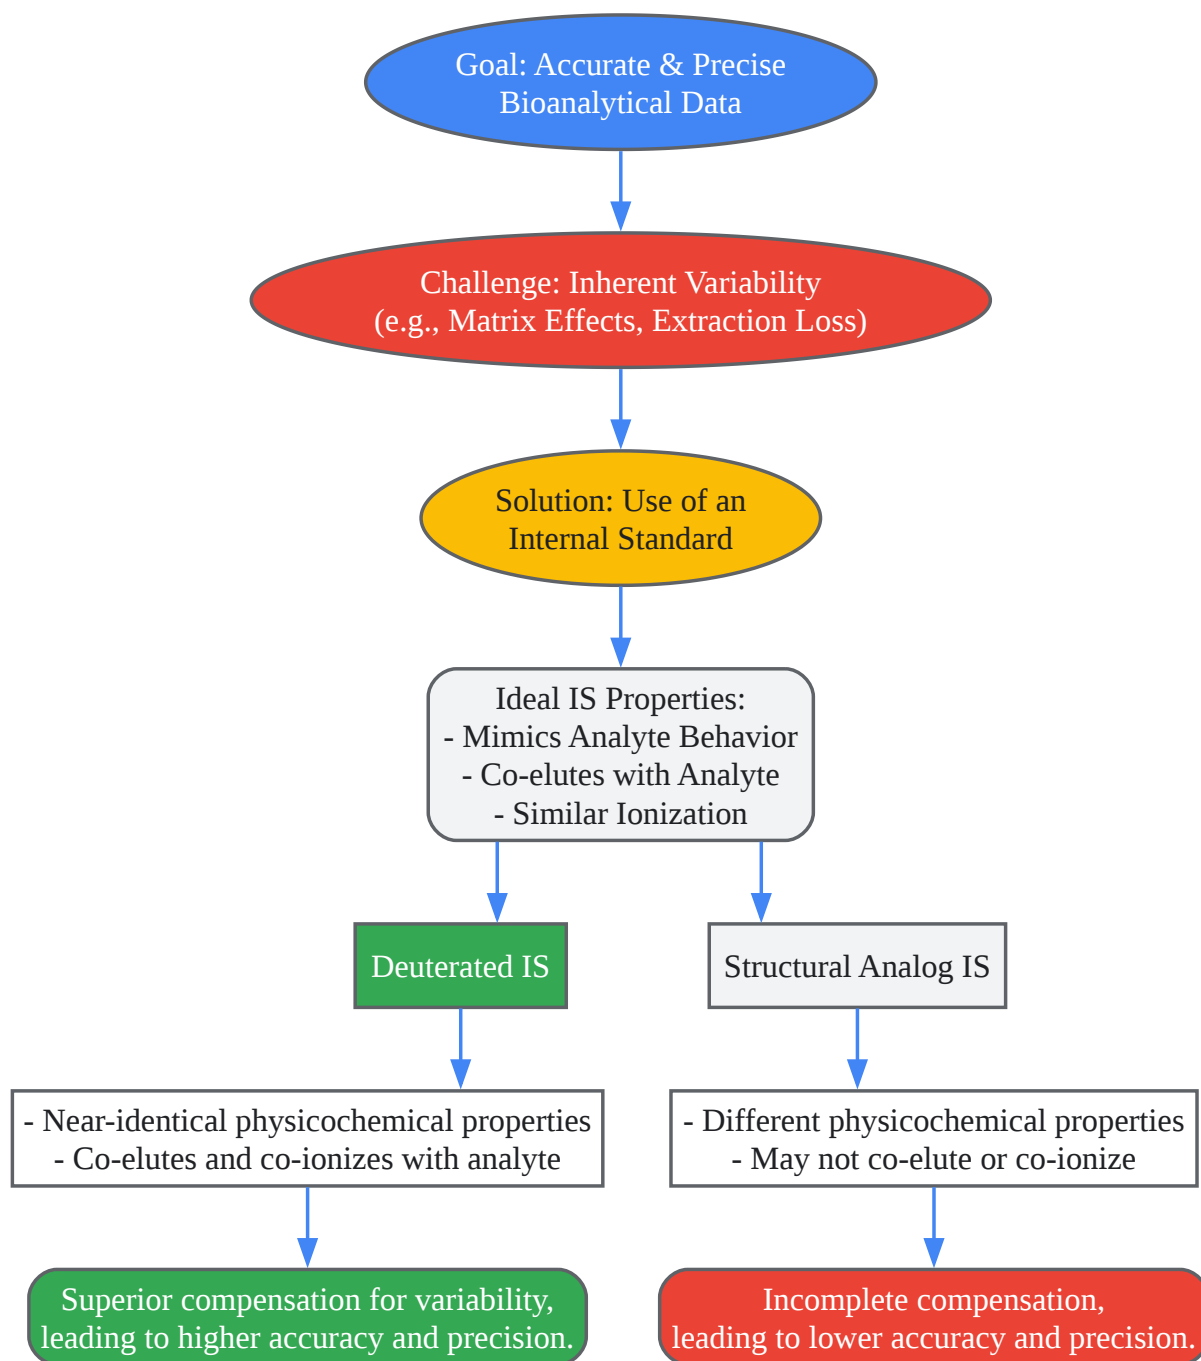 Goal: Accurate & Precise
Bioanalytical Data
Challenge: Inherent Variability
(e.g., Matrix Effects, Extraction Loss)
Solution: Use of an
Internal Standard
Ideal IS Properties:
- Mimics Analyte Behavior
- Co-elutes with Analyte
- Similar Ionization
Deuterated IS
Structural Analog IS
- Near-identical physicochemical properties
- Co-elutes and co-ionizes with analyte
- Different physicochemical properties
- May not co-elute or co-ionize
Superior compensation for variability,
leading to higher accuracy and precision.
Incomplete compensation,
leading to lower accuracy and precision.